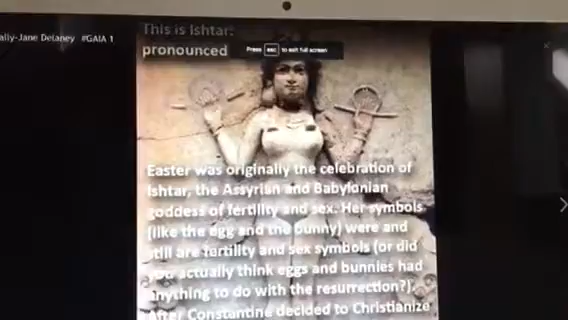 ally-Jane Delaney #GAIA 1
This is Ishtar:
pronounced
Press esc to exit full screen
Easter was originally the celebration of
Ishtar, the Assyrian and Babylonian
goddess of fertility and sex. Her symbols
(like the egg and the bunny) were and
still are fertility and sex symbols (or did
you actually think eggs and bunnies had
anything to do with the resurrection?).
After Constantine decided to Christianize